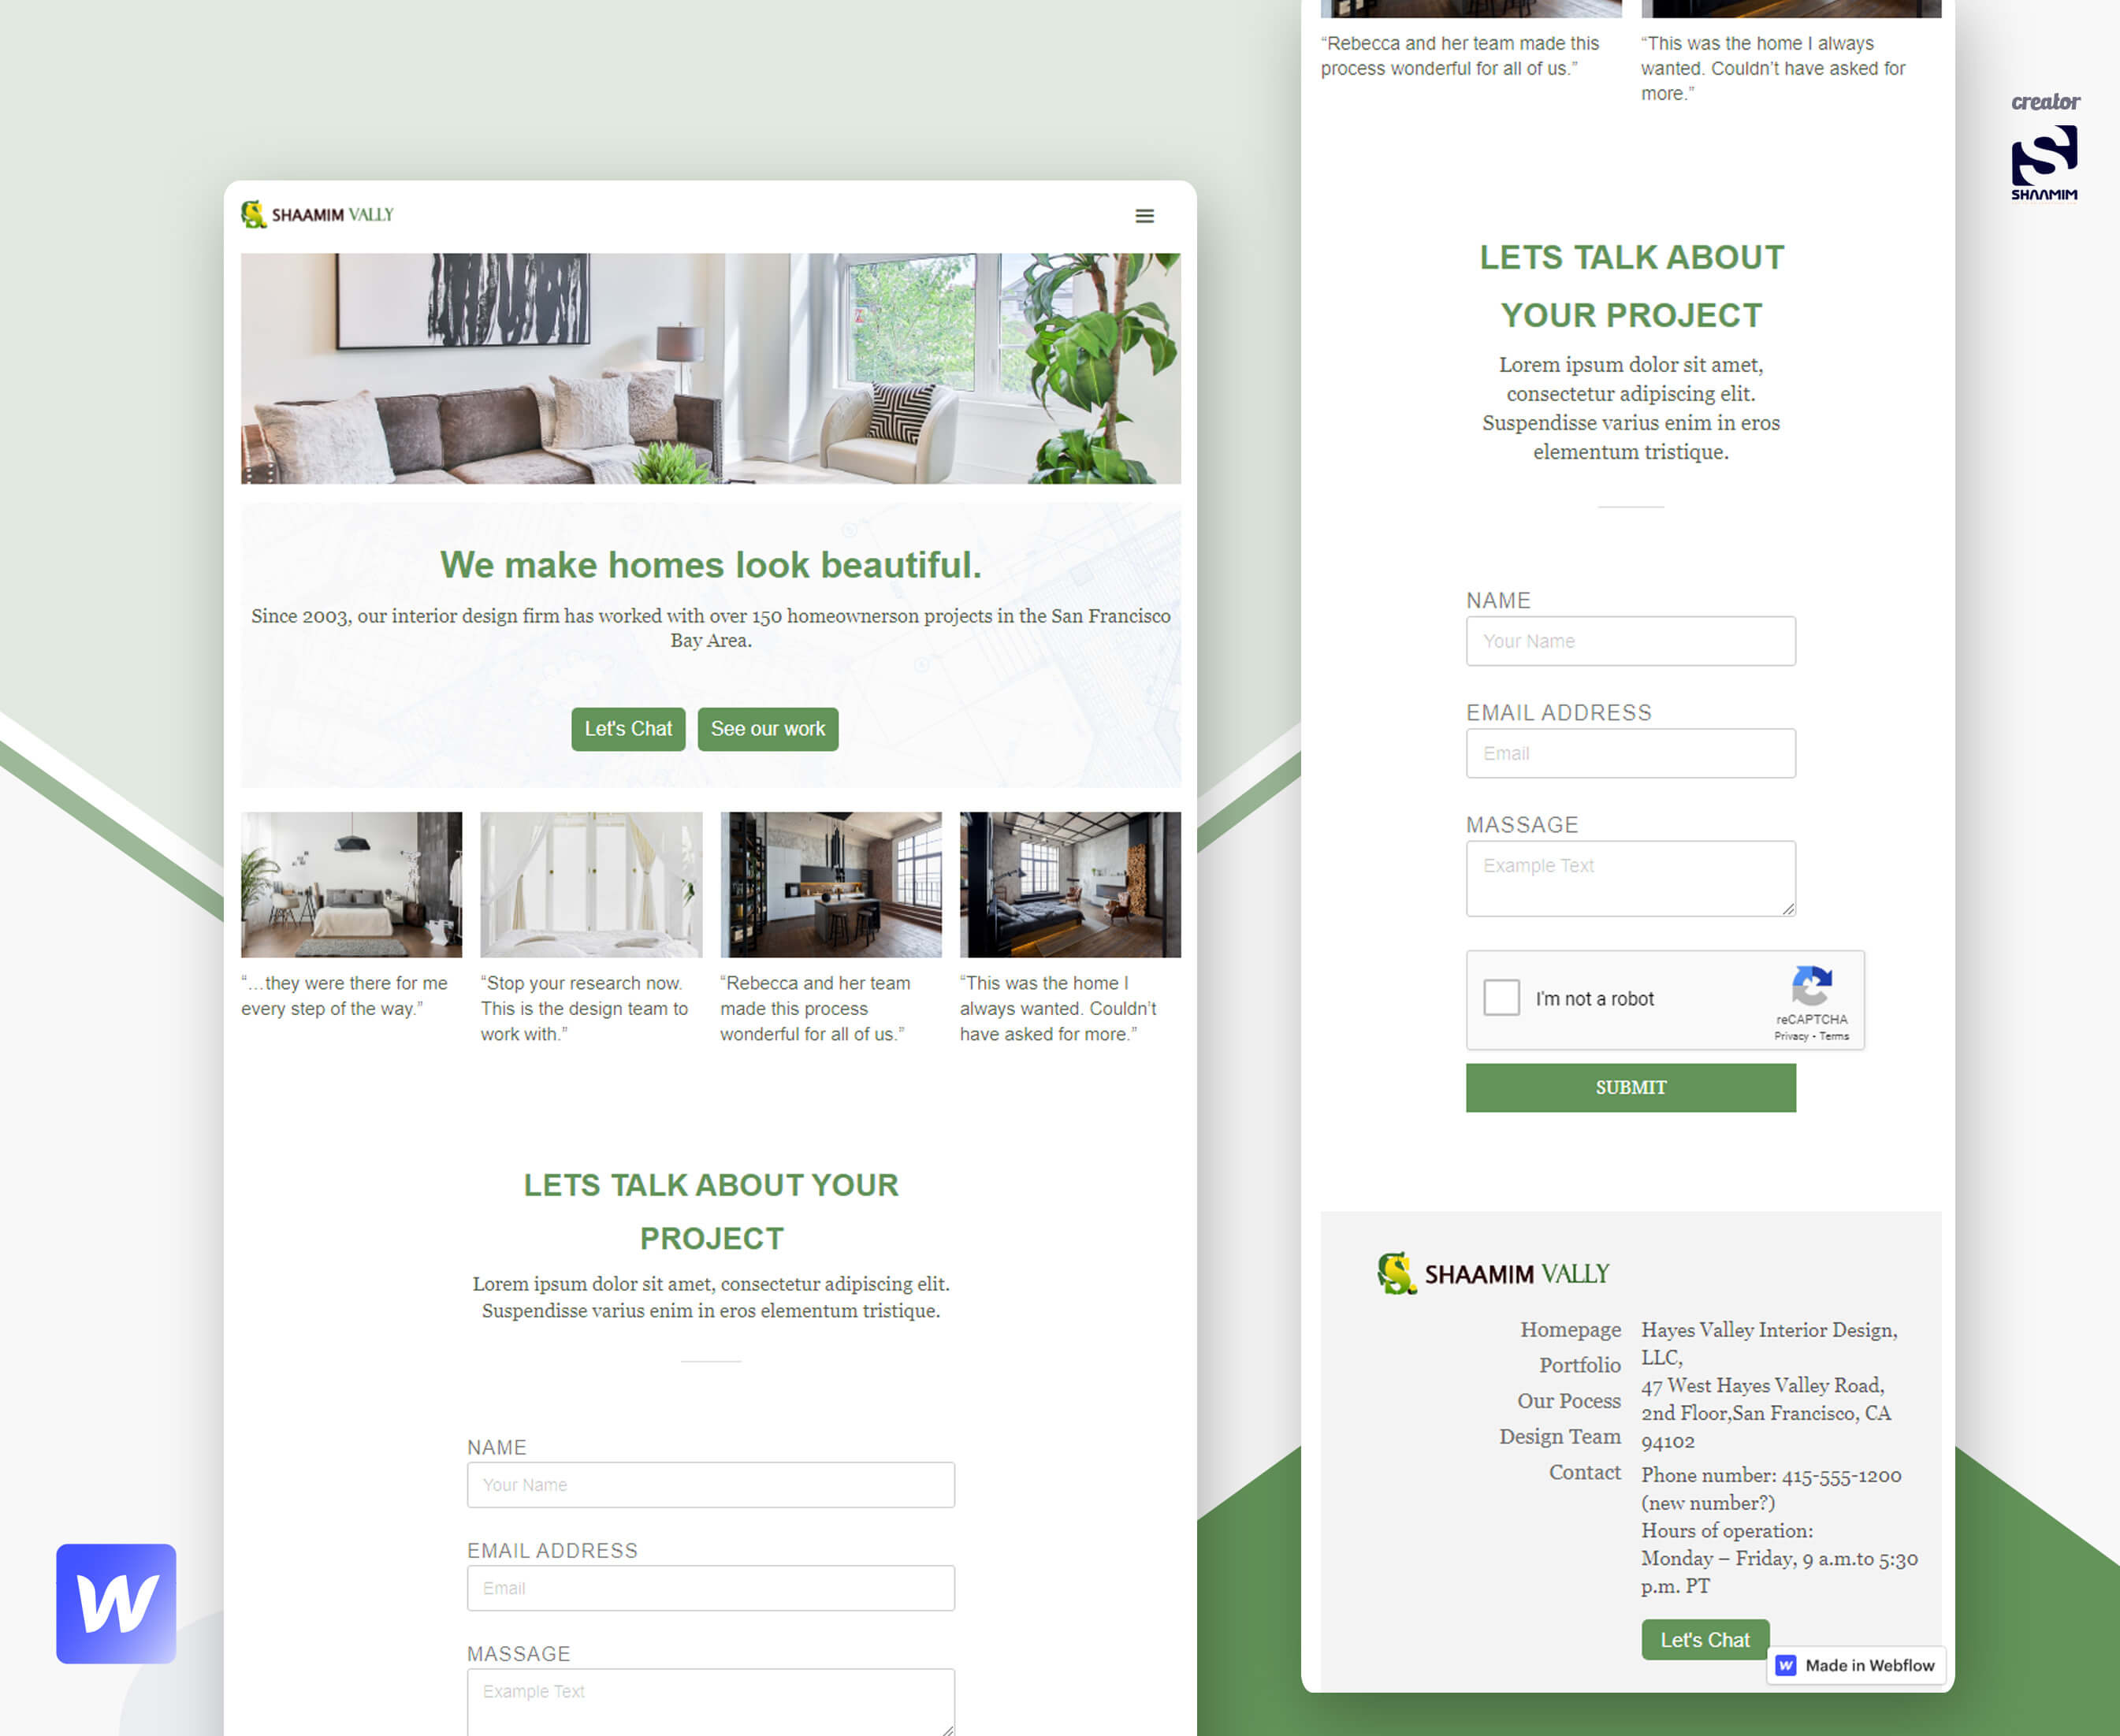 SHAAMIM VALLY
We make homes look beautiful.
Since 2003, our interior design firm has worked with over 150 homeownerson projects in the San Francisco
Bay Area.
Let's Chat
See our work
“…they were there for me
every step of the way.”
“Stop your research now.
This is the design team to
work with.”
“Rebecca and her team
made this process
wonderful for all of us.”
“This was the home I
always wanted. Couldn’t
have asked for more.”
LETS TALK ABOUT YOUR
PROJECT
Lorem ipsum dolor sit amet, consectetur adipiscing elit.
Suspendisse varius enim in eros elementum tristique.
NAME
Your Name
EMAIL ADDRESS
Email
MASSAGE
Example Text
W
“Rebecca and her team made this
process wonderful for all of us.”
“This was the home I always
wanted. Couldn’t have asked for
more.”
LETS TALK ABOUT
YOUR PROJECT
Lorem ipsum dolor sit amet,
consectetur adipiscing elit.
Suspendisse varius enim in eros
elementum tristique.
NAME
Your Name
EMAIL ADDRESS
Email
MASSAGE
Example Text
I'm not a robot
reCAPTCHA
Privacy - Terms
SUBMIT
SHAAMIM VALLY
Homepage
Portfolio
Our Pocess
Design Team
Contact
Hayes Valley Interior Design,
LLC,
47 West Hayes Valley Road,
2nd Floor,San Francisco, CA
94102
Phone number: 415-555-1200
(new number?)
Hours of operation:
Monday – Friday, 9 a.m.to 5:30
p.m. PT
Let's Chat
Made in Webflow
creator
SHAAMIM